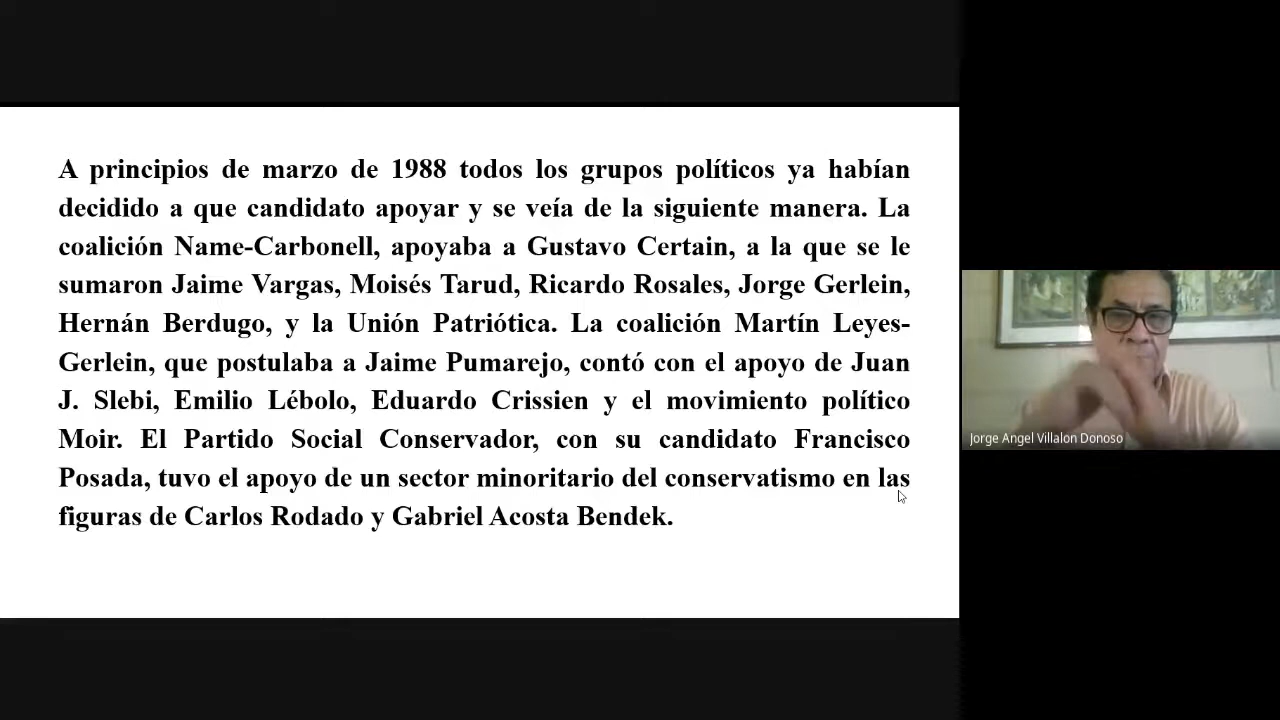 A principios de marzo de 1988 todos los grupos políticos ya habían
decidido a que candidato apoyar y se veía de la siguiente manera. La
coalición Name-Carbonell, apoyaba a Gustavo Certain, a la que se le
sumaron Jaime Vargas, Moisés Tarud, Ricardo Rosales, Jorge Gerlein,
Hernán Berdugo, y la Unión Patriótica. La coalición Martín Leyes-
Gerlein, que postulaba a Jaime Pumarejo, contó con el apoyo de Juan
J. Slebi, Emilio Lébolo, Eduardo Crissien y el movimiento político
Moir. El Partido Social Conservador, con su candidato Francisco
Posada, tuvo el apoyo de un sector minoritario del conservatismo en las
figuras de Carlos Rodado y Gabriel Acosta Bendek.
Jorge Angel Villalon Donoso